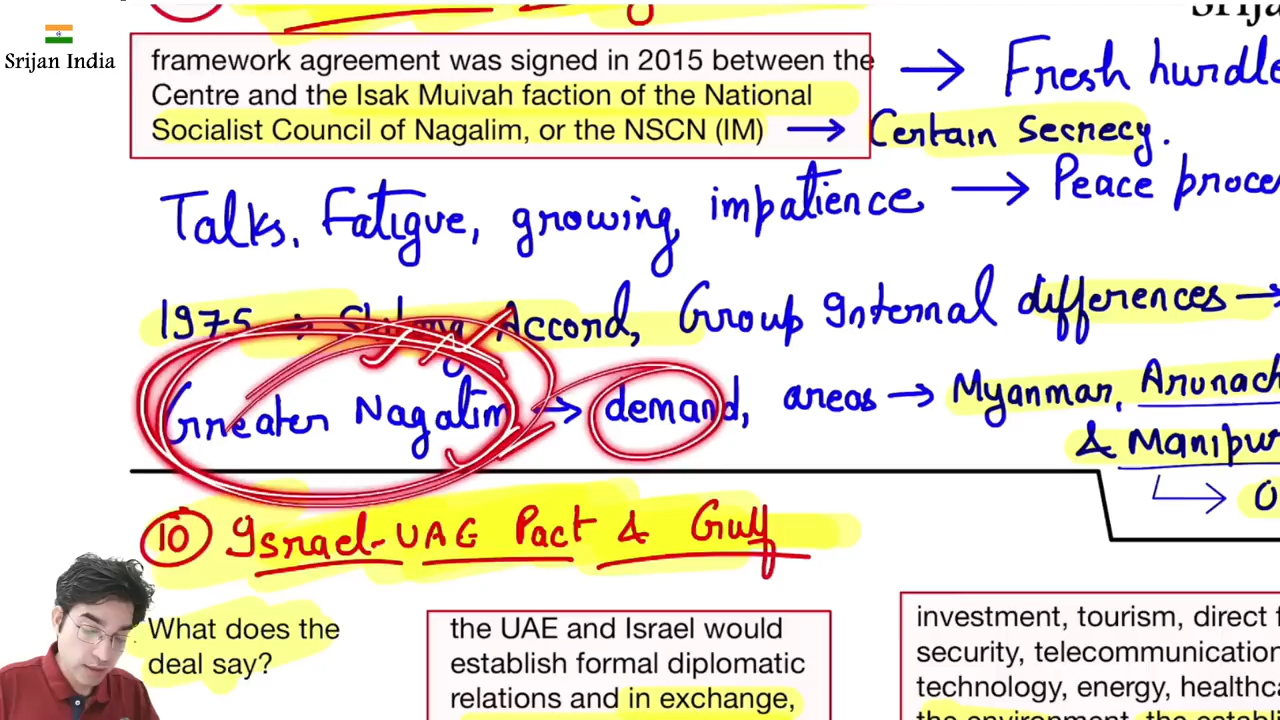 Srijan India
framework agreement was signed in 2015 between the
Centre and the Isak Muivah faction of the National
Socialist Council of Nagalim, or the NSCN (IM)
→ Fresh hurdle
→ Certain Secrecy.
Talks, Fatigue, growing impatience → Peace proce
1975 → Accord, Group Internal differences →
Greater Nagalim → demand, areas → Myanmar, Arunach
& Manipur
10 Israel-UAE Pact & Gulf
What does the
deal say?
the UAE and Israel would
establish formal diplomatic
relations and in exchange,
investment, tourism, direct f
security, telecommunication
technology, energy, healthca